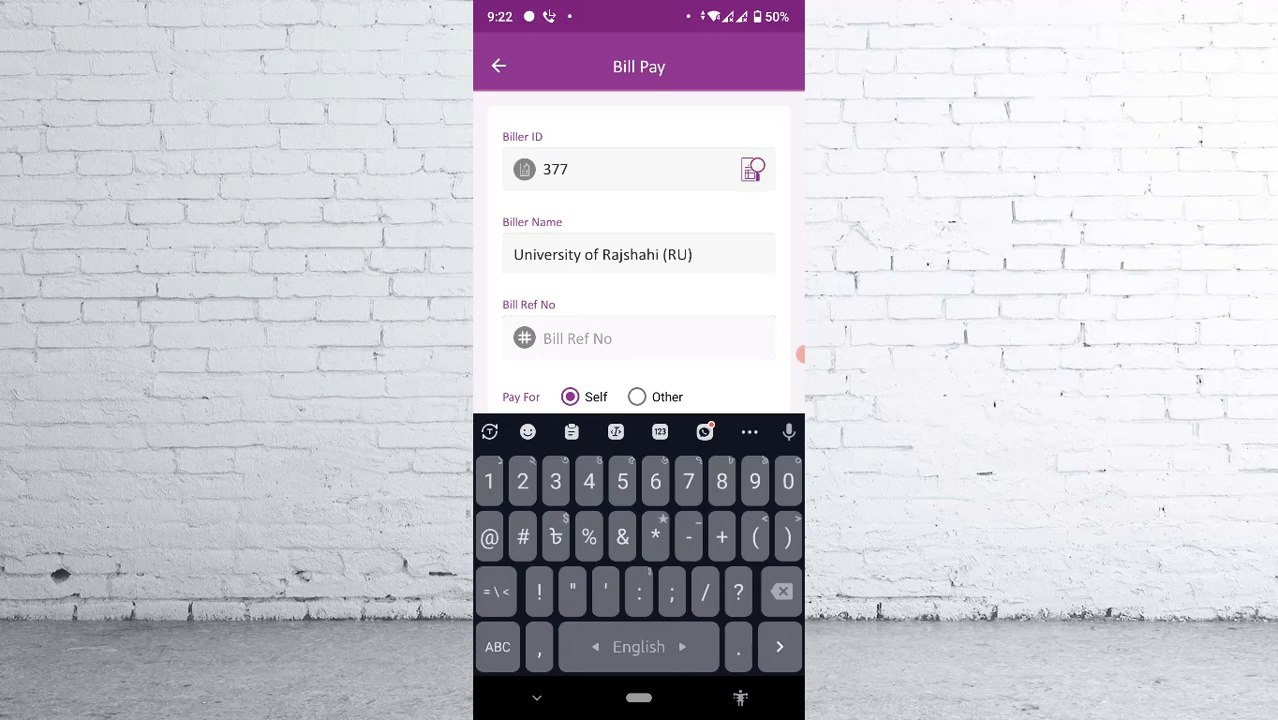 9:22 50%
Bill Pay
Biller ID
377
Biller Name
University of Rajshahi (RU)
Bill Ref No
Bill Ref No
Pay For Self Other
123
1 2 3 4 5 6 7 8 9 0
@ # ৳ % & * - + ( )
= \ < ! " ' : ; / ?
ABC , English .